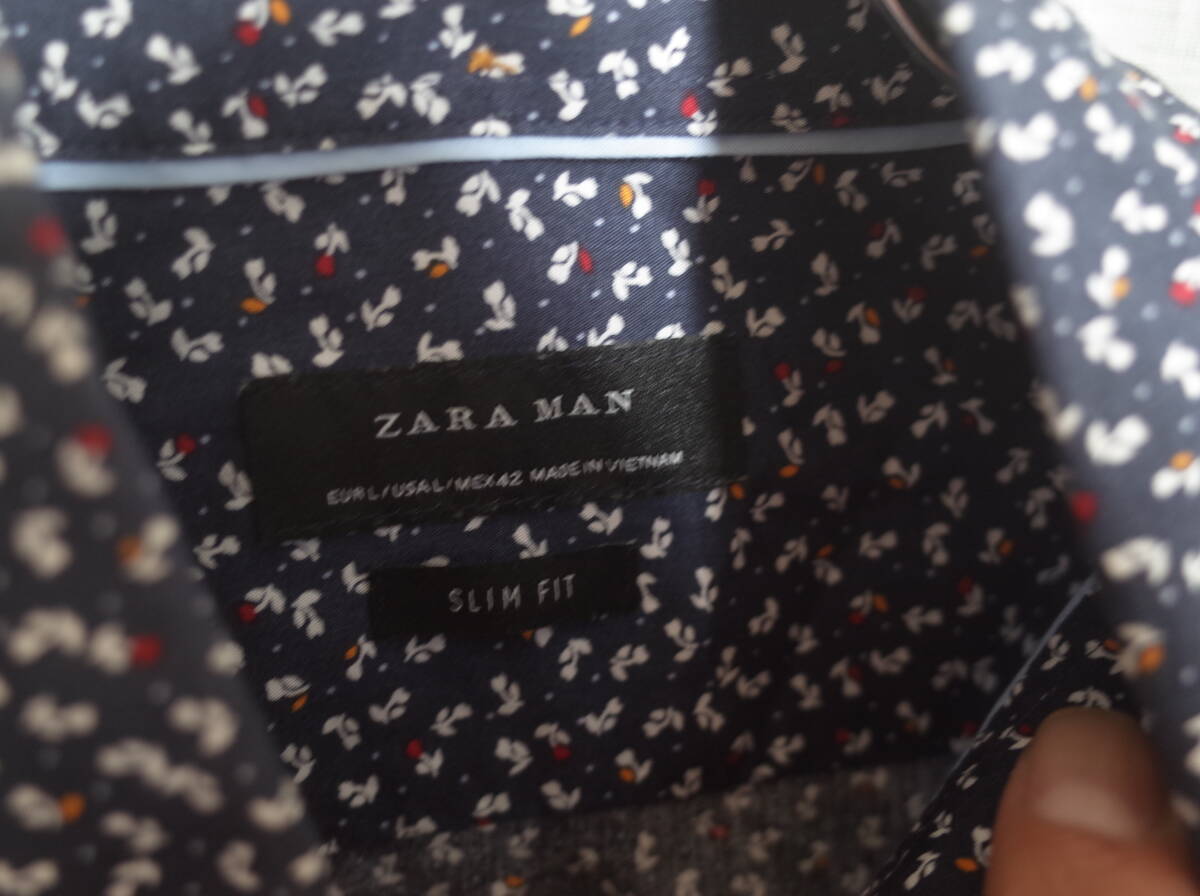 ZARA MAN
EUR L/USA L/MEX 42 MADE IN VIETNAM
SLIM FIT